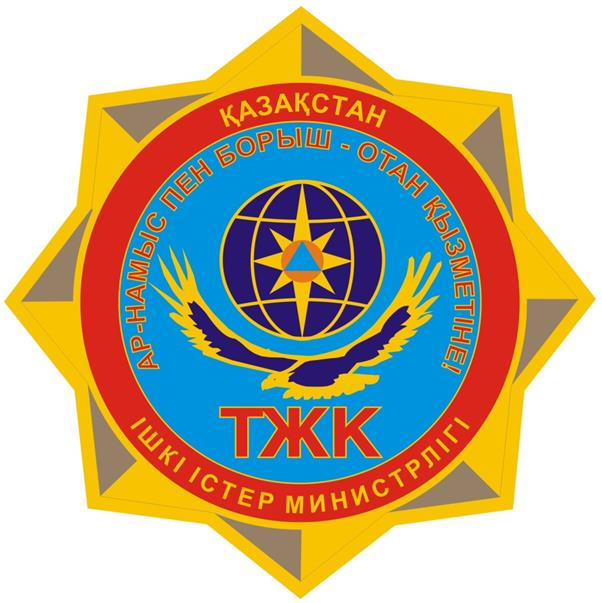 ҚАЗАҚСТАН
АР-НАМЫС ПЕН БОРЫШ - ОТАН ҚЫЗМЕТІНЕ!
ТЖК
ІШКІ ІСТЕР МИНИСТРЛІГІ